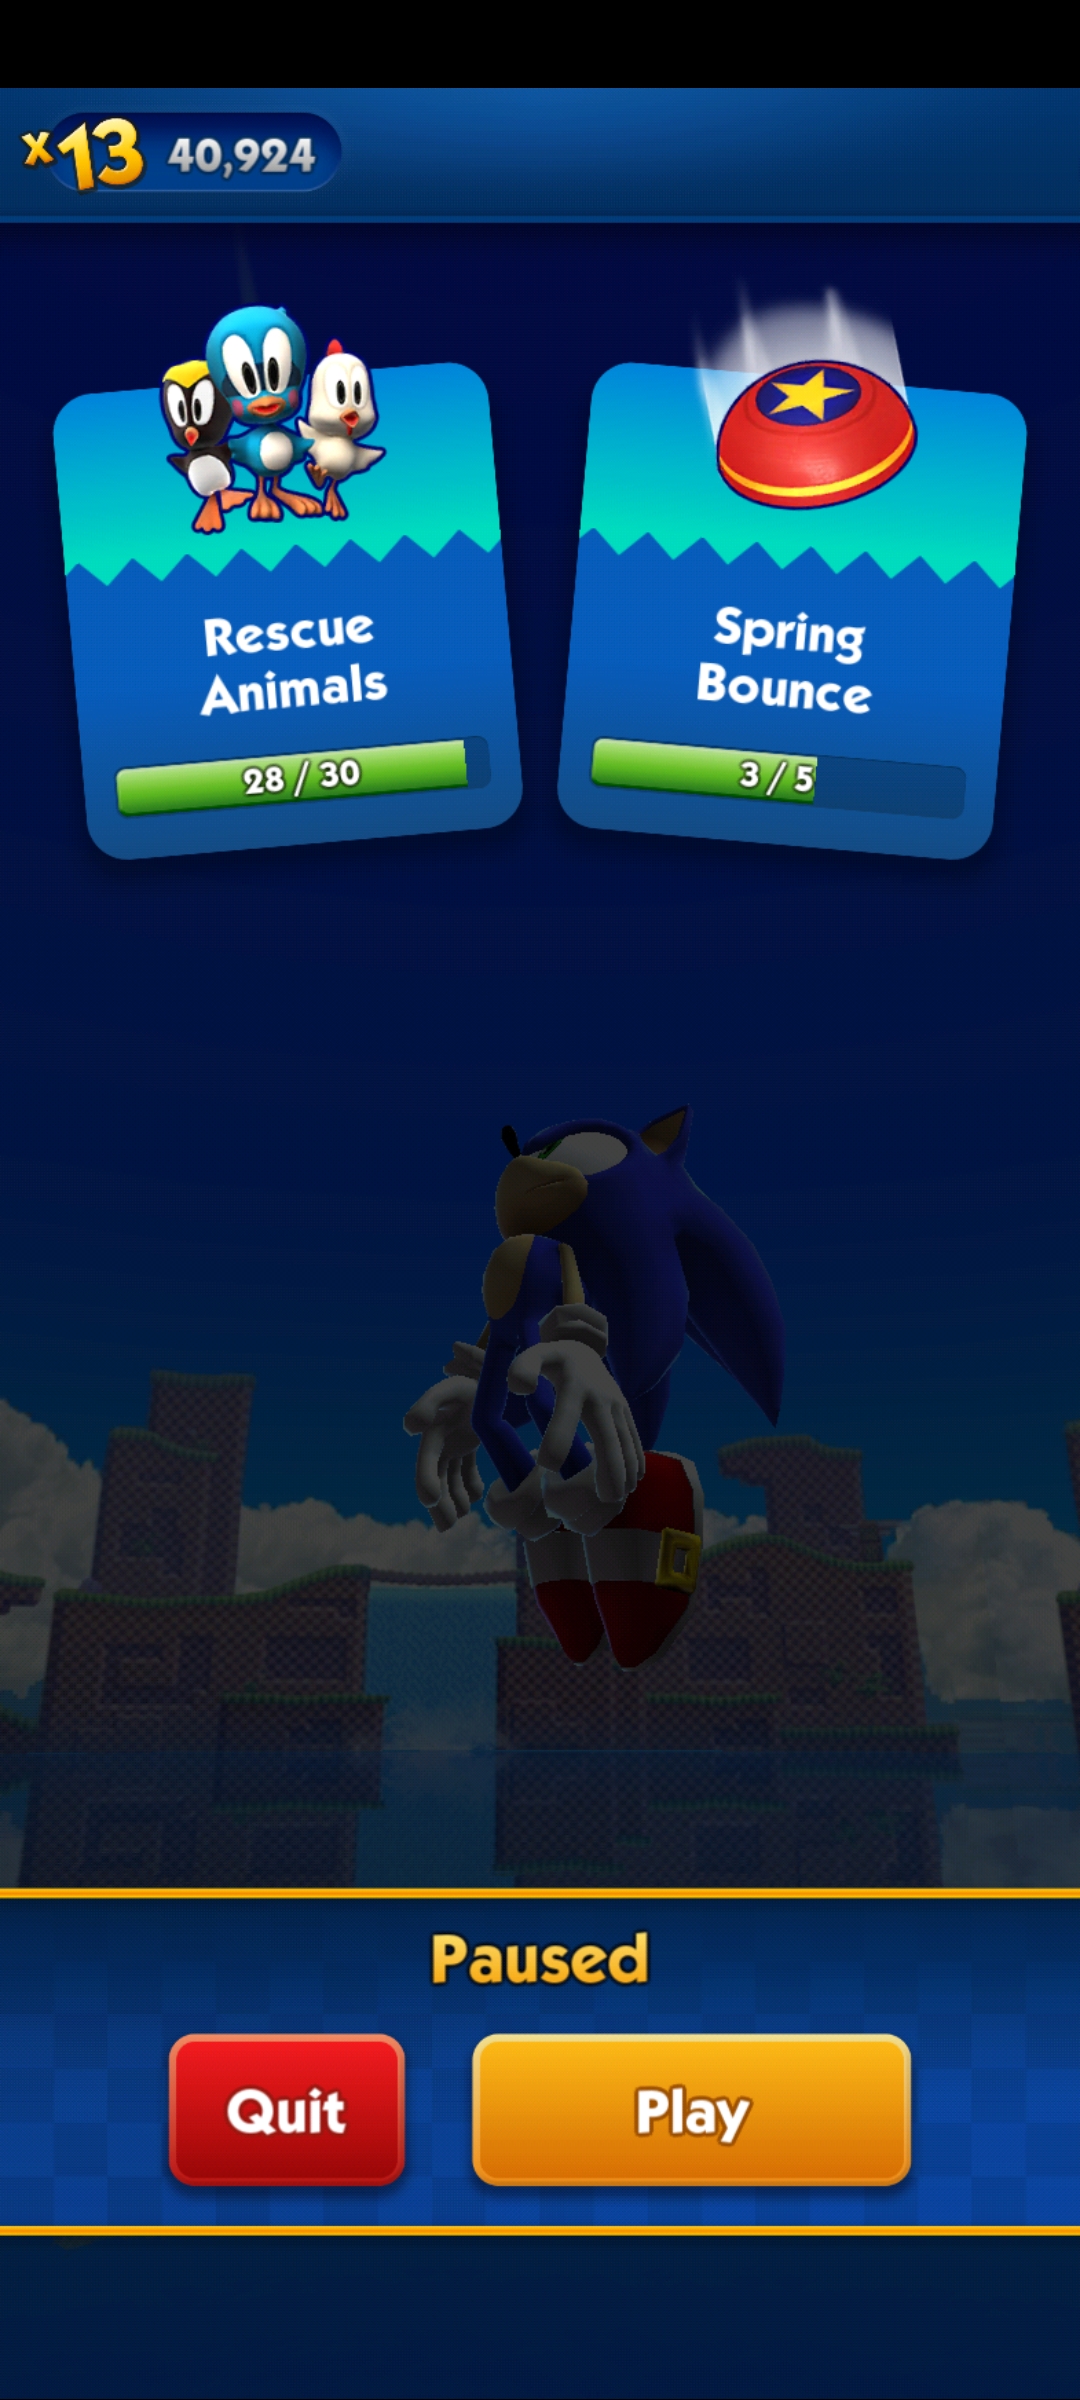 x13 40,924
Rescue
Animals
28 / 30
Spring
Bounce
3 / 5
Paused
Quit
Play